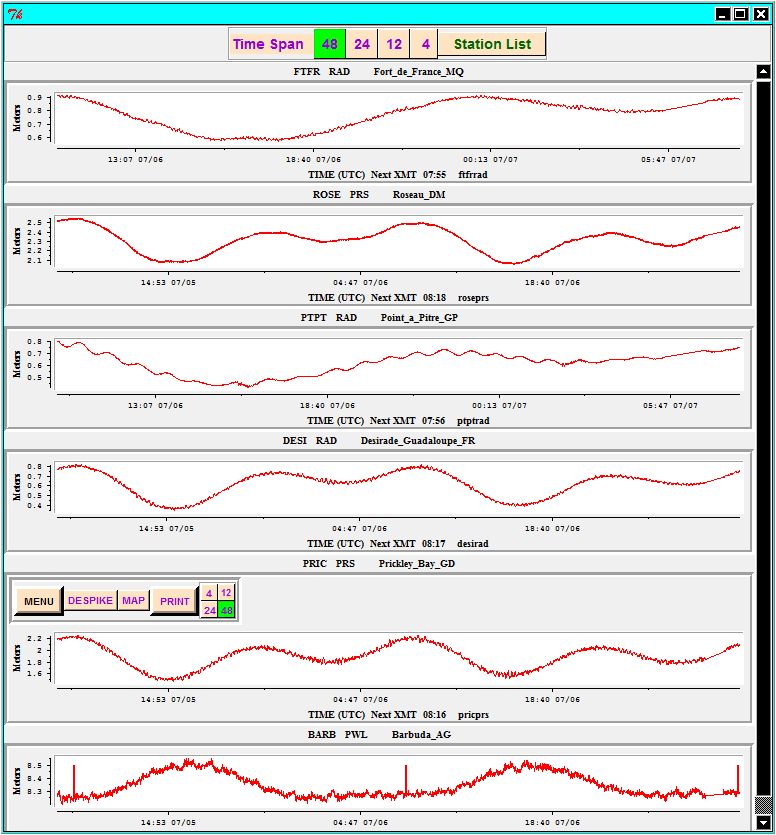 Time Span 48 24 12 4 Station List
FTFR RAD Fort_de_France_MQ
Meters
0.9
0.8
0.7
0.6
13:07 07/06 18:40 07/06 00:13 07/07 05:47 07/07
TIME (UTC) Next XMT 07:55 ftfrrad
ROSE PRS Roseau_DM
Meters
2.5
2.4
2.3
2.2
2.1
14:53 07/05 04:47 07/06 18:40 07/06
TIME (UTC) Next XMT 08:18 roseprs
PTPT RAD Point_a_Pitre_GP
Meters
0.8
0.7
0.6
0.5
13:07 07/06 18:40 07/06 00:13 07/07 05:47 07/07
TIME (UTC) Next XMT 07:56 ptptrad
DESI RAD Desirade_Guadaloupe_FR
Meters
0.8
0.7
0.6
0.5
0.4
14:53 07/05 04:47 07/06 18:40 07/06
TIME (UTC) Next XMT 08:17 desirad
PRIC PRS Prickley_Bay_GD
MENU DESPIKE MAP PRINT 4 12
24 48
Meters
2.2
2
1.8
1.6
14:53 07/05 04:47 07/06 18:40 07/06
TIME (UTC) Next XMT 08:16 pricprs
BARB PWL Barbuda_AG
Meters
8.5
8.4
8.3
14:53 07/05 04:47 07/06 18:40 07/06